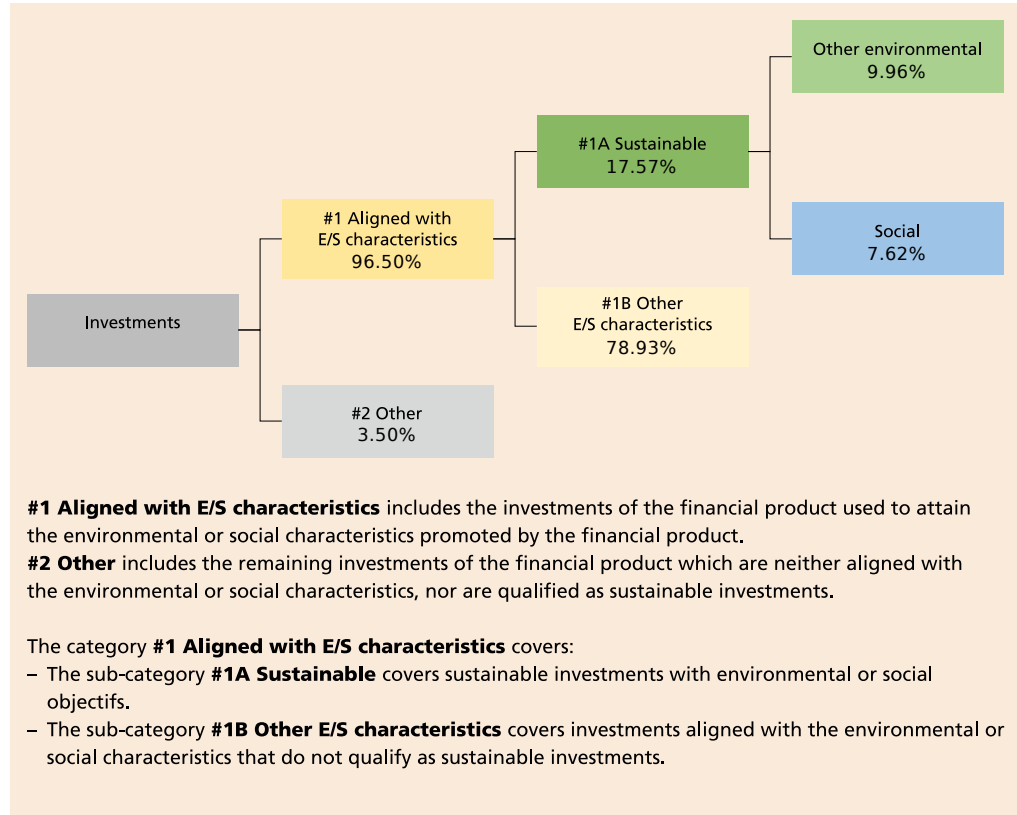 Other environmental
9.96%
#1A Sustainable
17.57%
#1 Aligned with
E/S characteristics
96.50%
Social
7.62%
Investments
#1B Other
E/S characteristics
78.93%
#2 Other
3.50%
#1 Aligned with E/S characteristics includes the investments of the financial product used to attain
the environmental or social characteristics promoted by the financial product.
#2 Other includes the remaining investments of the financial product which are neither aligned with
the environmental or social characteristics, nor are qualified as sustainable investments.
The category #1 Aligned with E/S characteristics covers:
– The sub-category #1A Sustainable covers sustainable investments with environmental or social
objectifs.
– The sub-category #1B Other E/S characteristics covers investments aligned with the environmental or
social characteristics that do not qualify as sustainable investments.